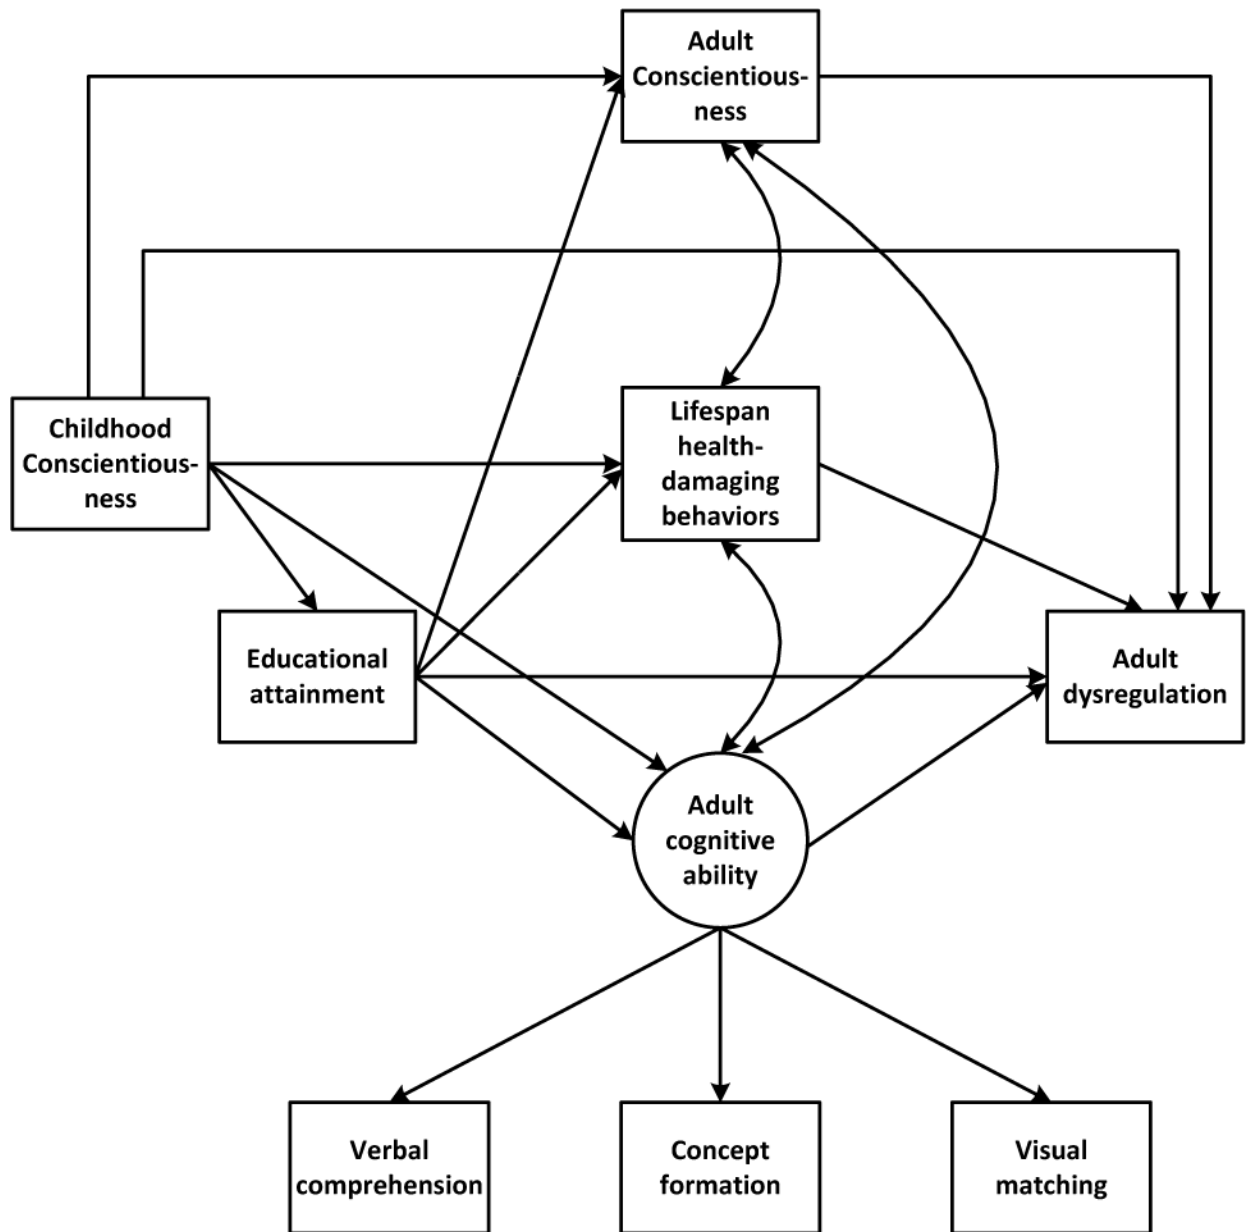 Adult
Conscientious-
ness
Childhood
Conscientious-
ness
Lifespan
health-
damaging
behaviors
Educational
attainment
Adult
dysregulation
Adult
cognitive
ability
Verbal
comprehension
Concept
formation
Visual
matching